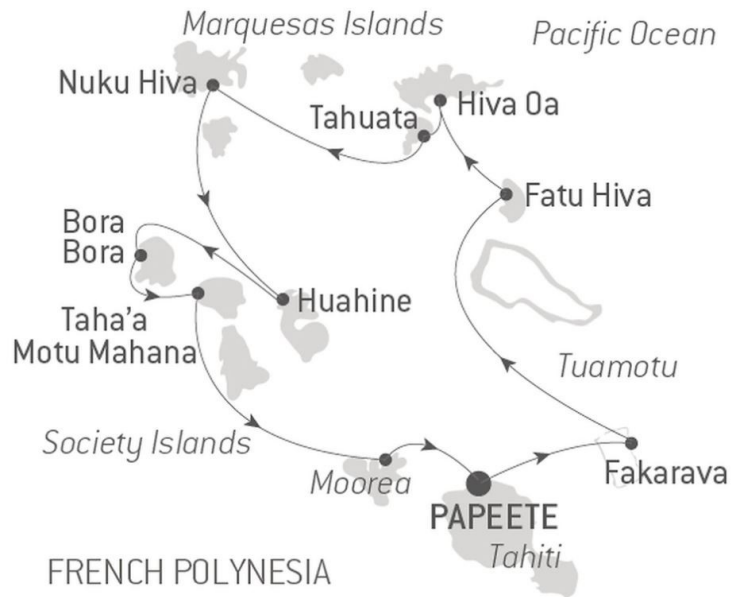 Marquesas Islands
Pacific Ocean
Nuku Hiva
Hiva Oa
Tahuata
Fatu Hiva
Bora
Bora
Huahine
Taha'a
Motu Mahana
Tuamotu
Society Islands
Moorea
Fakarava
PAPEETE
Tahiti
FRENCH POLYNESIA